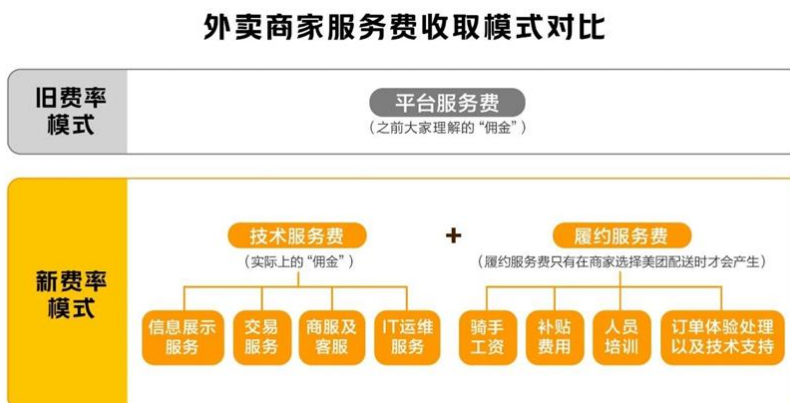 外卖商家服务费收取模式对比
旧费率
模式
平台服务费
（之前大家理解的“佣金”）
新费率
模式
技术服务费
（实际上的“佣金”）
+
履约服务费
（履约服务费只有在商家选择美团配送时才会产生）
信息展示
服务
交易
服务
商服及
客服
IT运维
服务
骑手
工资
补贴
费用
人员
培训
订单体验处理
以及技术支持